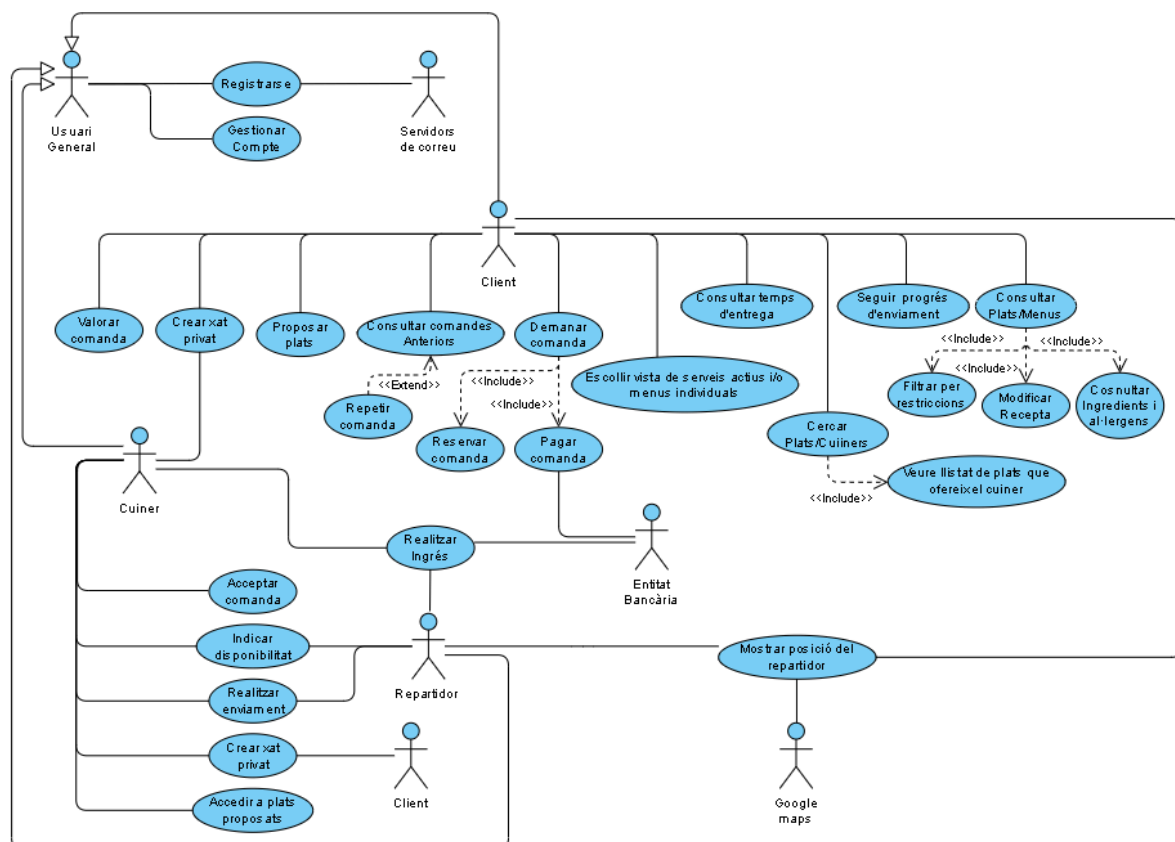 Registrarse
Usuari
General
Gestionar
Compte
Servidors
de correu
Client
Valorar
comanda
Crear xat
privat
Proposar
plats
Consultar comandes
Anteriors
Demanar
comanda
Consultar temps
d'entrega
Seguir progrés
d'enviament
Consultar
Plats/Menus
<<Include>>
<<Include>>
<<Include>>
<<Extend>>
<<Include>>
<<Include>>
Escollir vista de serveis actius i/o
menus individuals
Filtrar per
restriccions
Modificar
Recepta
Cosnultar
Ingredients i
al·lergens
Repetir
comanda
Reservar
comanda
Pagar
comanda
Cercar
Plats/Cuiiners
Veure llistat de plats que
ofereixel cuiner
<<Include>>
Cuiner
Realitzar
Ingrés
Entitat
Bancària
Acceptar
comanda
Indicar
disponibilitat
Mostrar posició del
repartidor
Realitzar
enviament
Repartidor
Crear xat
privat
Client
Accedir a plats
proposats
Google
maps